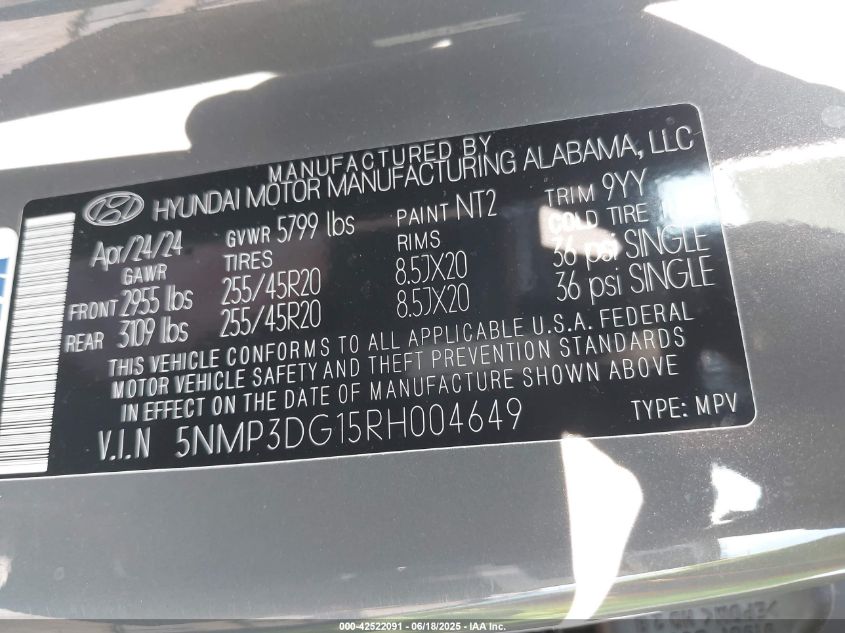 MANUFACTURED BY
HYUNDAI MOTOR MANUFACTURING ALABAMA, LLC
Apr/24/24 GVWR 5799 lbs PAINT NT2 TRIM 9YY
GAWR TIRES RIMS COLD TIRE
FRONT 2955 lbs 255/45R20 8.5JX20 36 psi SINGLE
REAR 3109 lbs 255/45R20 8.5JX20 36 psi SINGLE
THIS VEHICLE CONFORMS TO ALL APPLICABLE U.S.A. FEDERAL
MOTOR VEHICLE SAFETY AND THEFT PREVENTION STANDARDS
IN EFFECT ON THE DATE OF MANUFACTURE SHOWN ABOVE
V.I.N 5NMP3DG15RH004649 TYPE: MPV
000-42522091 - 06/18/2025 - IAA Inc.